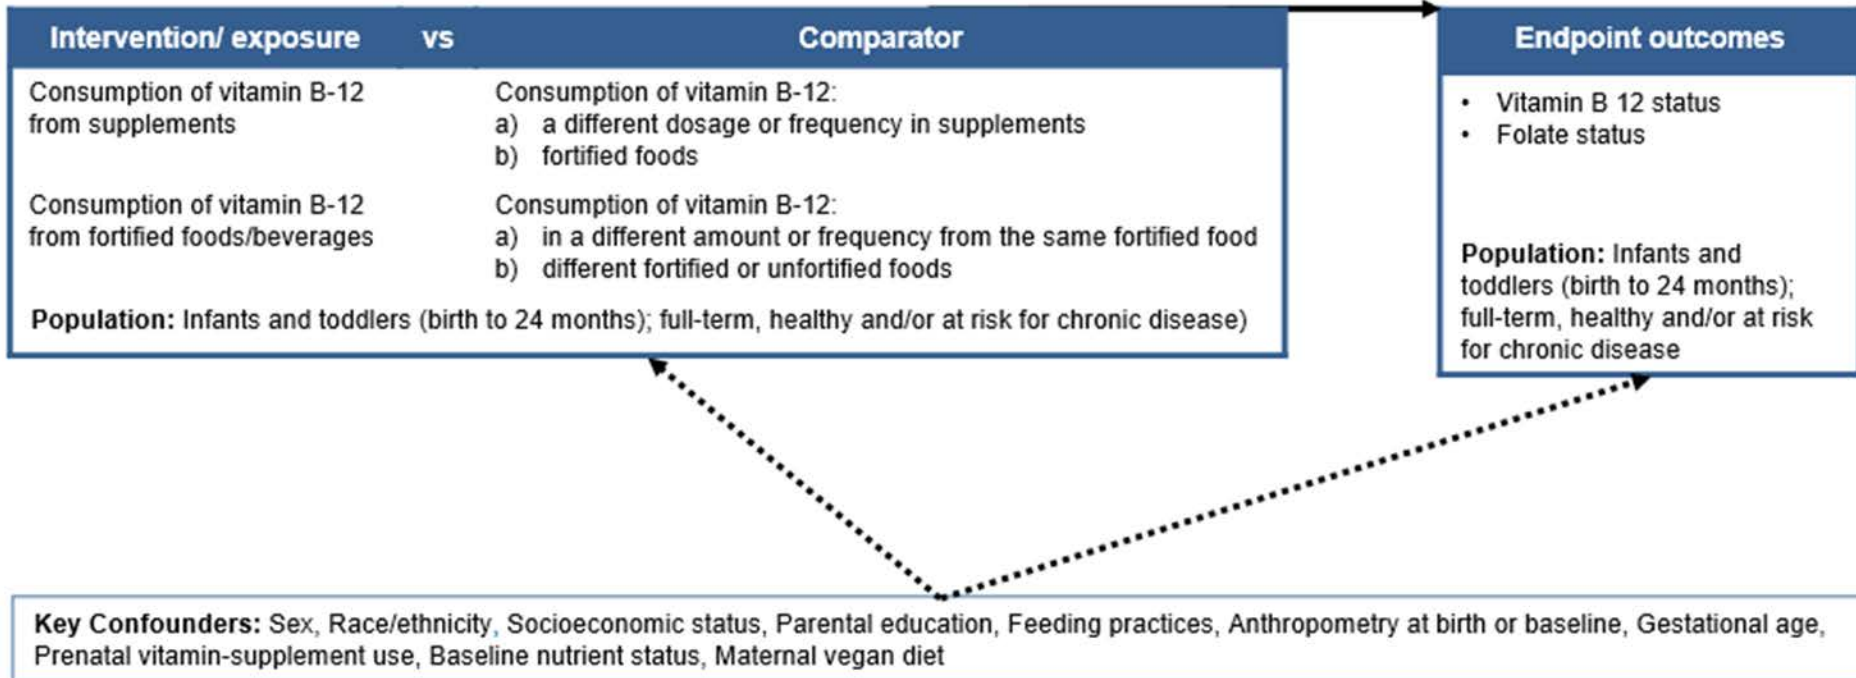 Intervention/ exposure vs Comparator
Consumption of vitamin B-12
from supplements
Consumption of vitamin B-12:
a) a different dosage or frequency in supplements
b) fortified foods
Consumption of vitamin B-12
from fortified foods/beverages
Consumption of vitamin B-12:
a) in a different amount or frequency from the same fortified food
b) different fortified or unfortified foods
Population: Infants and toddlers (birth to 24 months); full-term, healthy and/or at risk for chronic disease)
Endpoint outcomes
• Vitamin B 12 status
• Folate status
Population: Infants and
toddlers (birth to 24 months);
full-term, healthy and/or at risk
for chronic disease
Key Confounders: Sex, Race/ethnicity, Socioeconomic status, Parental education, Feeding practices, Anthropometry at birth or baseline, Gestational age,
Prenatal vitamin-supplement use, Baseline nutrient status, Maternal vegan diet